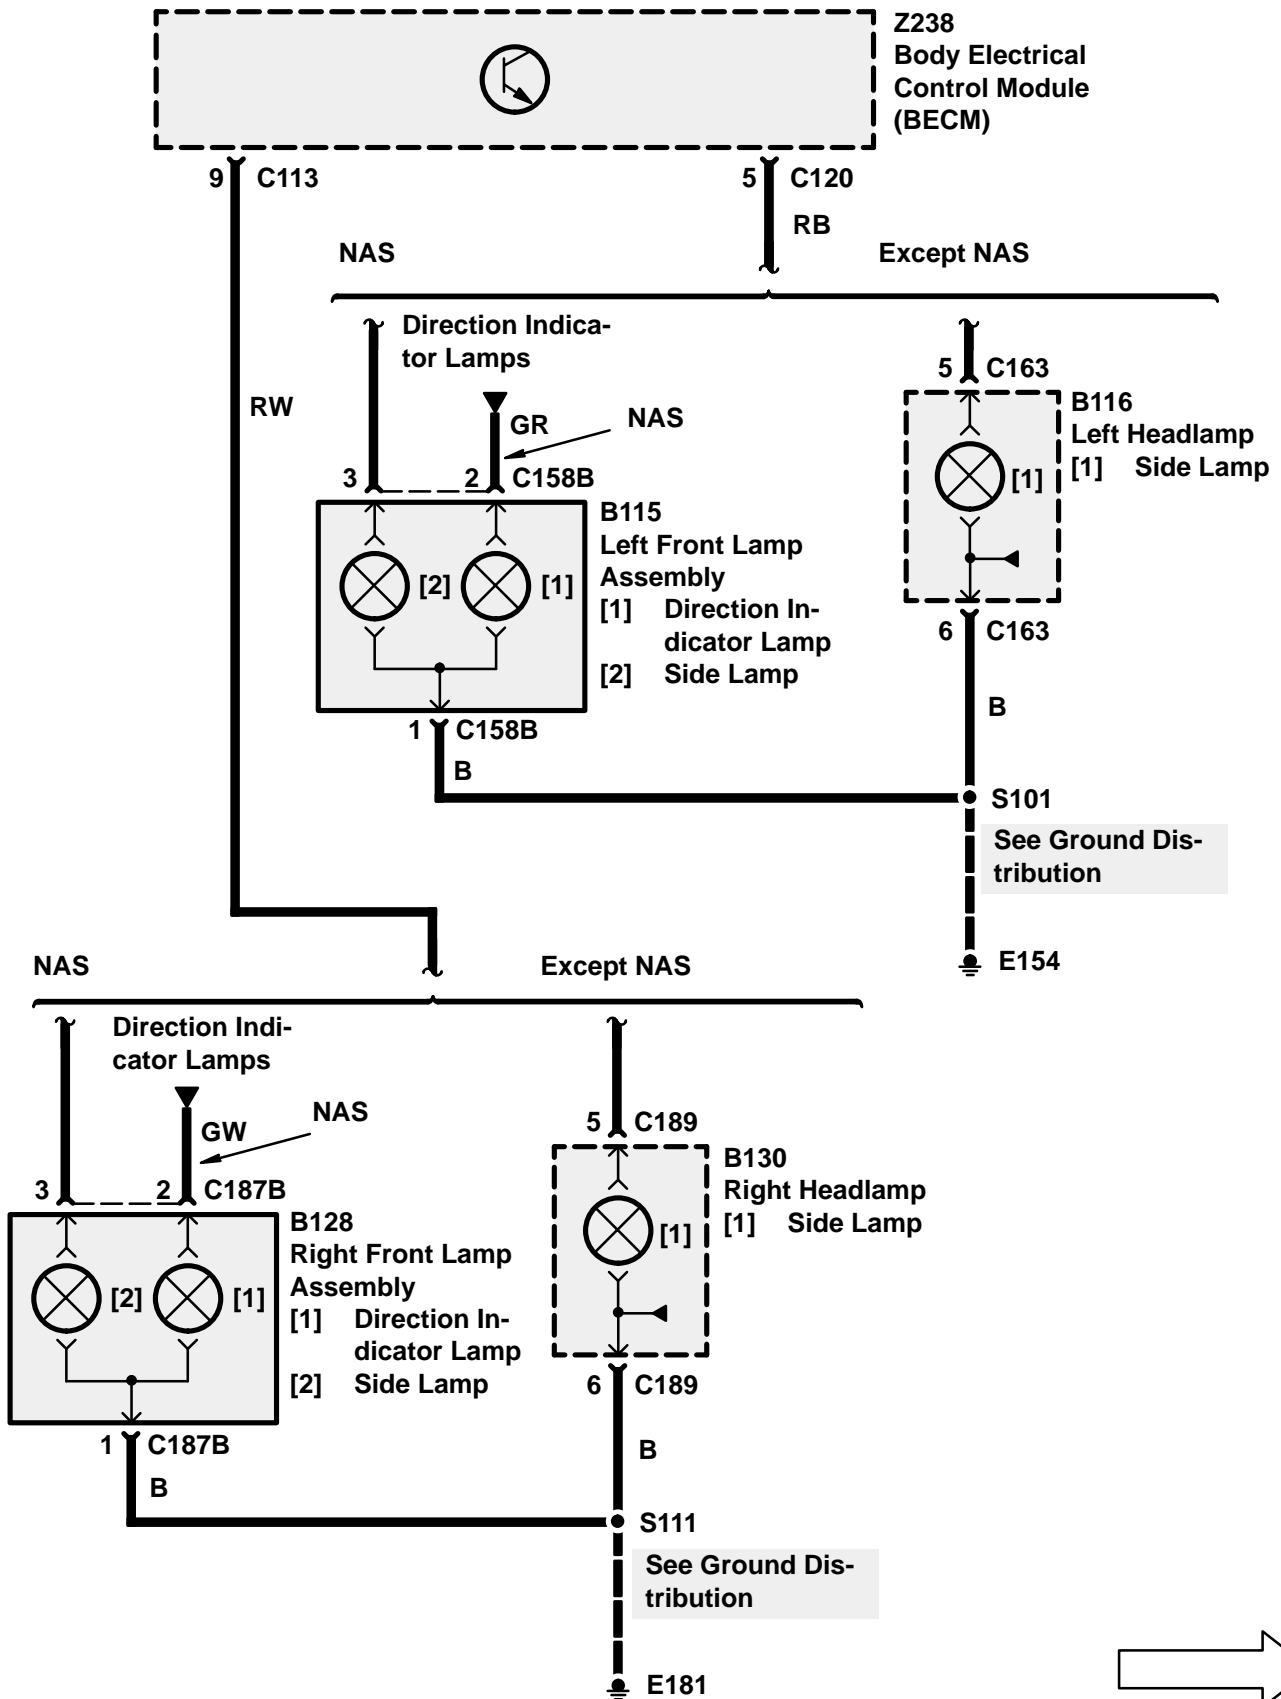 Z238
Body Electrical
Control Module
(BECM)
9 C113
5 C120
RB
NAS
Except NAS
Direction Indica-
tor Lamps
RW
GR
NAS
3
2 C158B
B115
Left Front Lamp
Assembly
[1] Direction In-
dicator Lamp
[2] Side Lamp
[2]
[1]
1 C158B
B
5 C163
B116
Left Headlamp
[1] Side Lamp
[1]
6 C163
B
S101
See Ground Dis-
tribution
E154
NAS
Except NAS
Direction Indi-
cator Lamps
GW
NAS
3
2 C187B
B128
Right Front Lamp
Assembly
[1] Direction In-
dicator Lamp
[2] Side Lamp
[2]
[1]
1 C187B
B
5 C189
B130
Right Headlamp
[1] Side Lamp
[1]
6 C189
B
S111
See Ground Dis-
tribution
E181